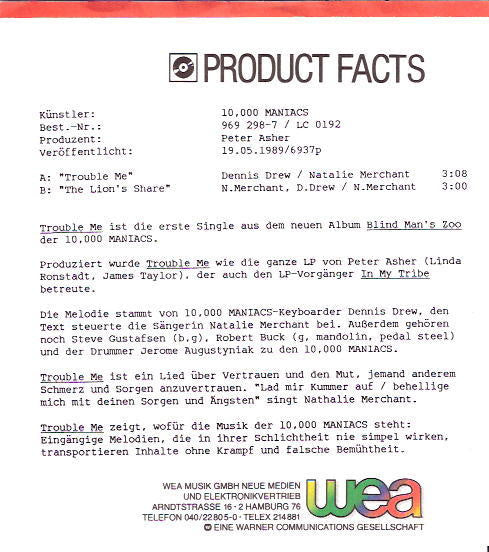 PRODUCT FACTS
Künstler: 10,000 MANIACS
Best.-Nr.: 969 298-7 / LC 0192
Produzent: Peter Asher
Veröffentlicht: 19.05.1989/6937p
A: "Trouble Me" Dennis Drew / Natalie Merchant 3:08
B: "The Lion's Share" N.Merchant, D.Drew / N.Merchant 3:00
Trouble Me ist die erste Single aus dem neuen Album Blind Man's Zoo
der 10,000 MANIACS.
Produziert wurde Trouble Me wie die ganze LP von Peter Asher (Linda
Ronstadt, James Taylor), der auch den LP-Vorgänger In My Tribe
betreute.
Die Melodie stammt von 10,000 MANIACS-Keyboarder Dennis Drew, den
Text steuerte die Sängerin Natalie Merchant bei. Außerdem gehören
noch Steve Gustafsen (b,g), Robert Buck (g, mandolin, pedal steel)
und der Drummer Jerome Augustyniak zu den 10,000 MANIACS.
Trouble Me ist ein Lied über Vertrauen und den Mut, jemand anderem
Schmerz und Sorgen anzuvertrauen. "Lad mir Kummer auf / behellige
mich mit deinen Sorgen und Ängsten" singt Nathalie Merchant.
Trouble Me zeigt, wofür die Musik der 10,000 MANIACS steht:
Eingängige Melodien, die in ihrer Schlichtheit nie simpel wirken,
transportieren Inhalte ohne Krampf und falsche Bemühtheit.
WEA MUSIK GMBH NEUE MEDIEN
UND ELEKTRONIKVERTRIEB
ARNDTSTRASSE 16 · 2 HAMBURG 76
TELEFON 040/22805-0 · TELEX 214881
EINE WARNER COMMUNICATIONS GESELLSCHAFT
wea